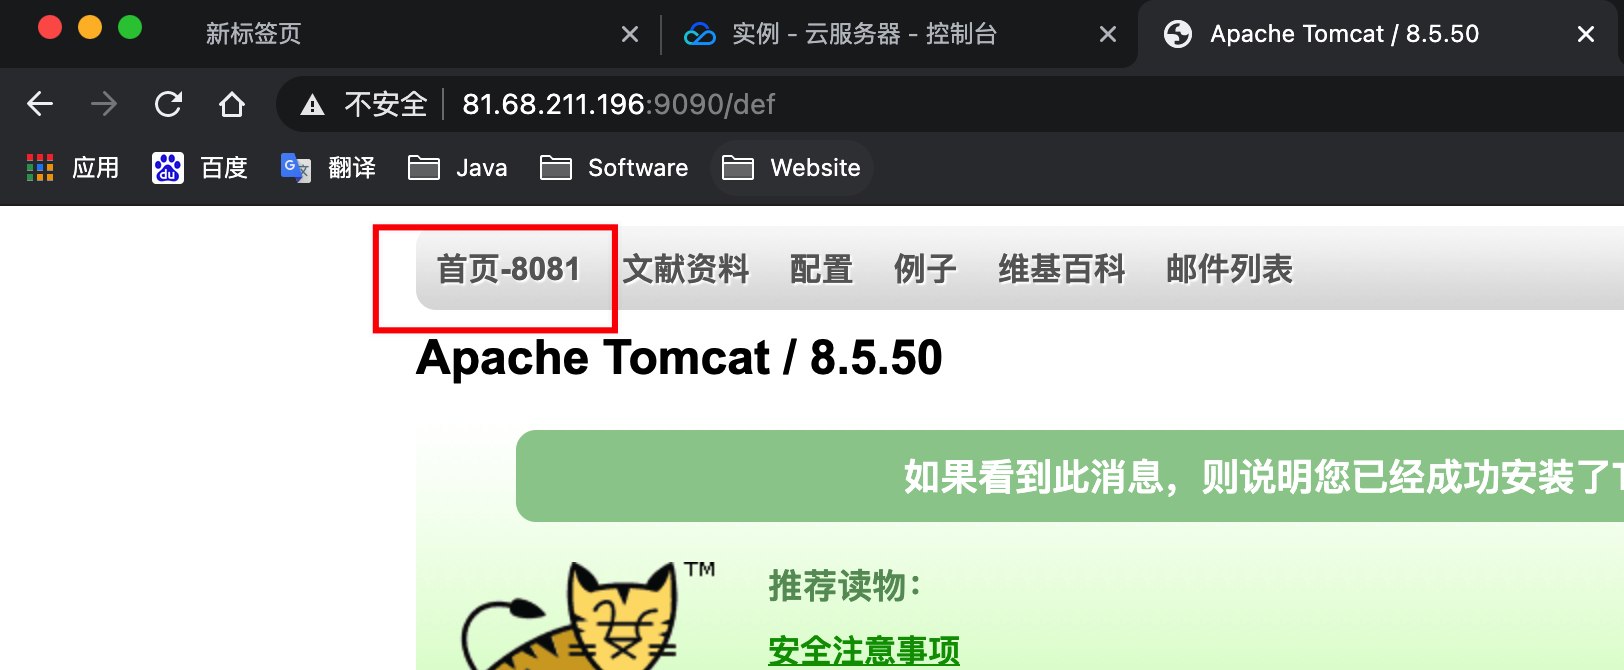 新标签页
实例 - 云服务器 - 控制台
Apache Tomcat / 8.5.50
不安全 81.68.211.196:9090/def
应用 百度 翻译 Java Software Website
首页-8081 文献资料 配置 例子 维基百科 邮件列表
Apache Tomcat / 8.5.50
如果看到此消息，则说明您已经成功安装了T
TM
推荐读物：
安全注意事项